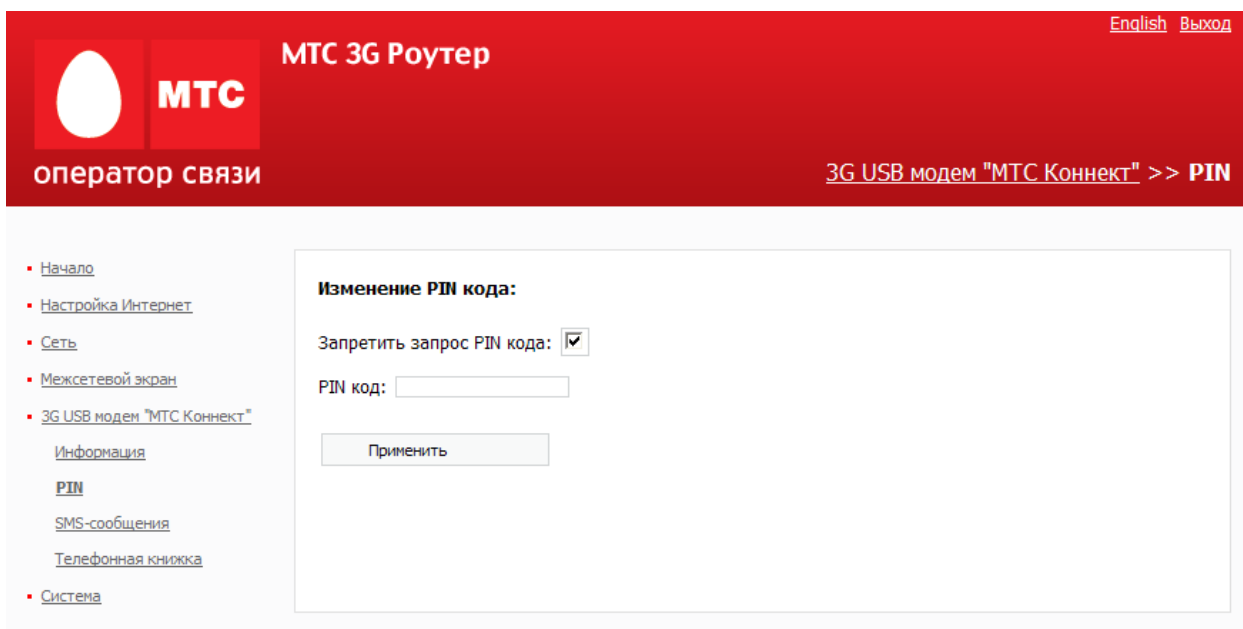 English Выход
МТС 3G Роутер
МТС
оператор связи
3G USB модем "МТС Коннект" >> PIN
Начало
Настройка Интернет
Сеть
Межсетевой экран
3G USB модем "МТС Коннект"
Информация
PIN
SMS-сообщения
Телефонная книжка
Система
Изменение PIN кода:
Запретить запрос PIN кода:
PIN код:
Применить